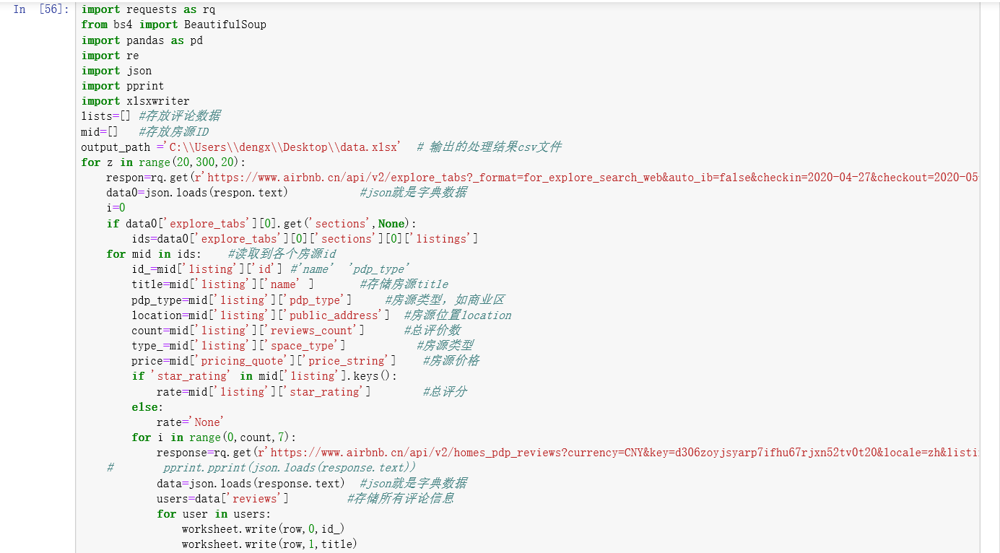 In [56]: import requests as rq
from bs4 import BeautifulSoup
import pandas as pd
import re
import json
import pprint
import xlsxwriter
lists=[] #存放评论数据
mid=[]   #存放房源ID
output_path ='C:\\Users\\dengx\\Desktop\\data.xlsx'  # 输出的处理结果csv文件
for z in range(20,300,20):
    respon=rq.get(r'https://www.airbnb.cn/api/v2/explore_tabs?_format=for_explore_search_web&auto_ib=false&checkin=2020-04-27&checkout=2020-05
    data0=json.loads(respon.text)           #json就是字典数据
    i=0
    if data0['explore_tabs'][0].get('sections',None):
        ids=data0['explore_tabs'][0]['sections'][0]['listings']
    for mid in ids:    #读取到各个房源id
        id_=mid['listing']['id'] #'name'  'pdp_type'
        title=mid['listing']['name' ]       #存储房源title
        pdp_type=mid['listing']['pdp_type']     #房源类型，如商业区
        location=mid['listing']['public_address']  #房源位置location
        count=mid['listing']['reviews_count']      #总评价数
        type_=mid['listing']['space_type']           #房源类型
        price=mid['pricing_quote']['price_string']    #房源价格
        if 'star_rating' in mid['listing'].keys():
            rate=mid['listing']['star_rating']        #总评分
        else:
            rate='None'
        for i in range(0,count,7):
            response=rq.get(r'https://www.airbnb.cn/api/v2/homes_pdp_reviews?currency=CNY&key=d306zoyjsyarp7ifhu67rjxn52tv0t20&locale=zh&listi
    #        pprint.pprint(json.loads(response.text))
            data=json.loads(response.text)  #json就是字典数据
            users=data['reviews']         #存储所有评论信息
            for user in users:
                worksheet.write(row,0,id_)
                worksheet.write(row,1,title)